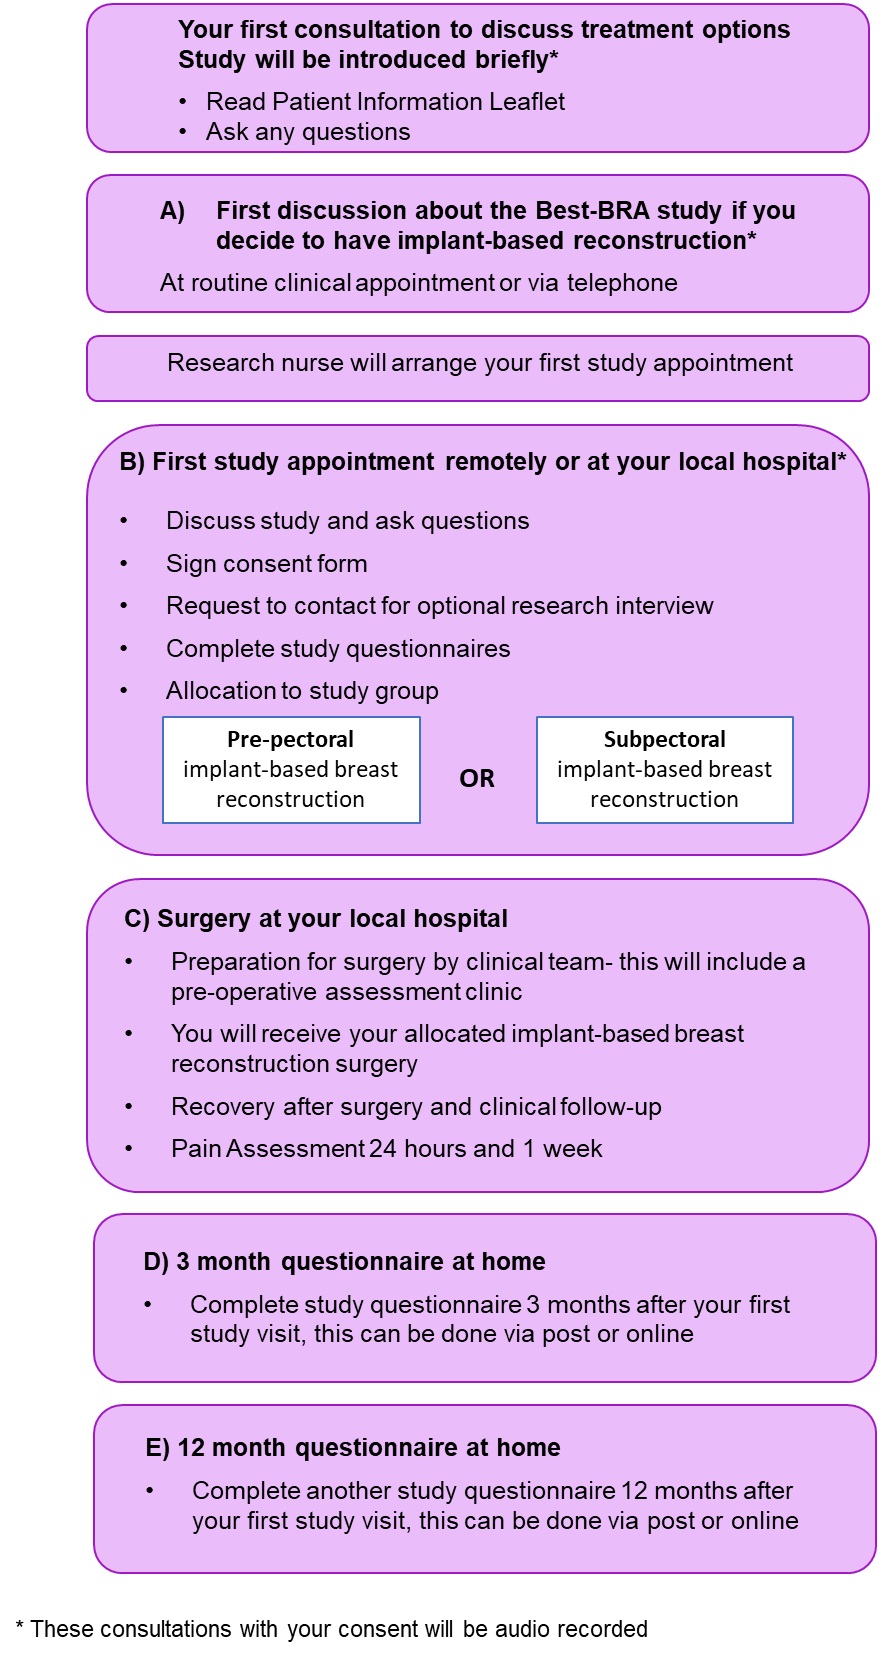 Your first consultation to discuss treatment options
Study will be introduced briefly*
• Read Patient Information Leaflet
• Ask any questions
A) First discussion about the Best-BRA study if you
decide to have implant-based reconstruction*
At routine clinical appointment or via telephone
Research nurse will arrange your first study appointment
B) First study appointment remotely or at your local hospital*
• Discuss study and ask questions
• Sign consent form
• Request to contact for optional research interview
• Complete study questionnaires
• Allocation to study group
Pre-pectoral
implant-based breast
reconstruction
OR
Subpectoral
implant-based breast
reconstruction
C) Surgery at your local hospital
• Preparation for surgery by clinical team- this will include a
pre-operative assessment clinic
• You will receive your allocated implant-based breast
reconstruction surgery
• Recovery after surgery and clinical follow-up
• Pain Assessment 24 hours and 1 week
D) 3 month questionnaire at home
• Complete study questionnaire 3 months after your first
study visit, this can be done via post or online
E) 12 month questionnaire at home
• Complete another study questionnaire 12 months after
your first study visit, this can be done via post or online
* These consultations with your consent will be audio recorded